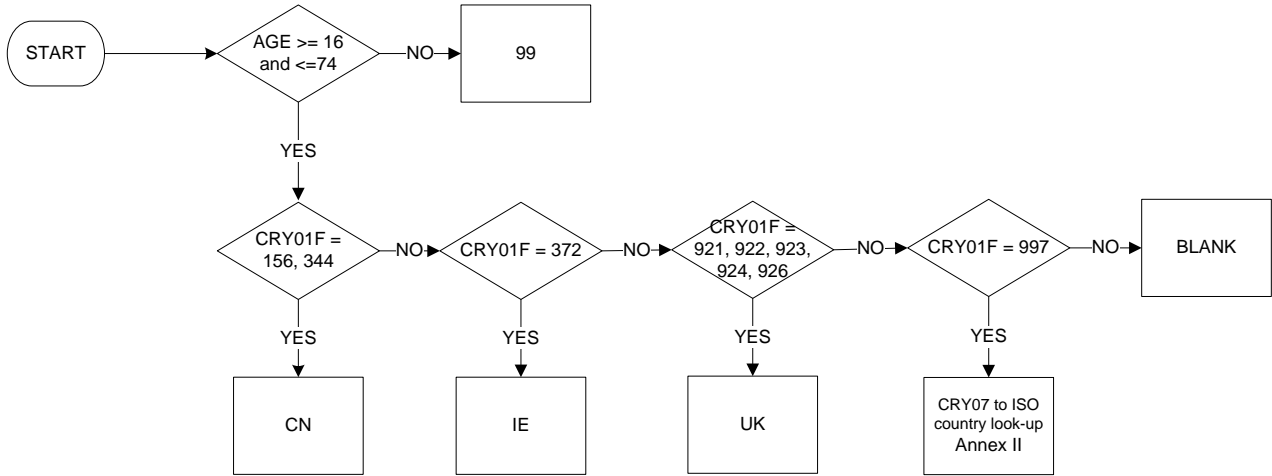 START
AGE >= 16
and <=74
NO
99
YES
CRY01F =
156, 344
NO
CRY01F = 372
NO
CRY01F =
921, 922, 923,
924, 926
NO
CRY01F = 997
NO
BLANK
YES
YES
YES
YES
CN
IE
UK
CRY07 to ISO
country look-up
Annex II